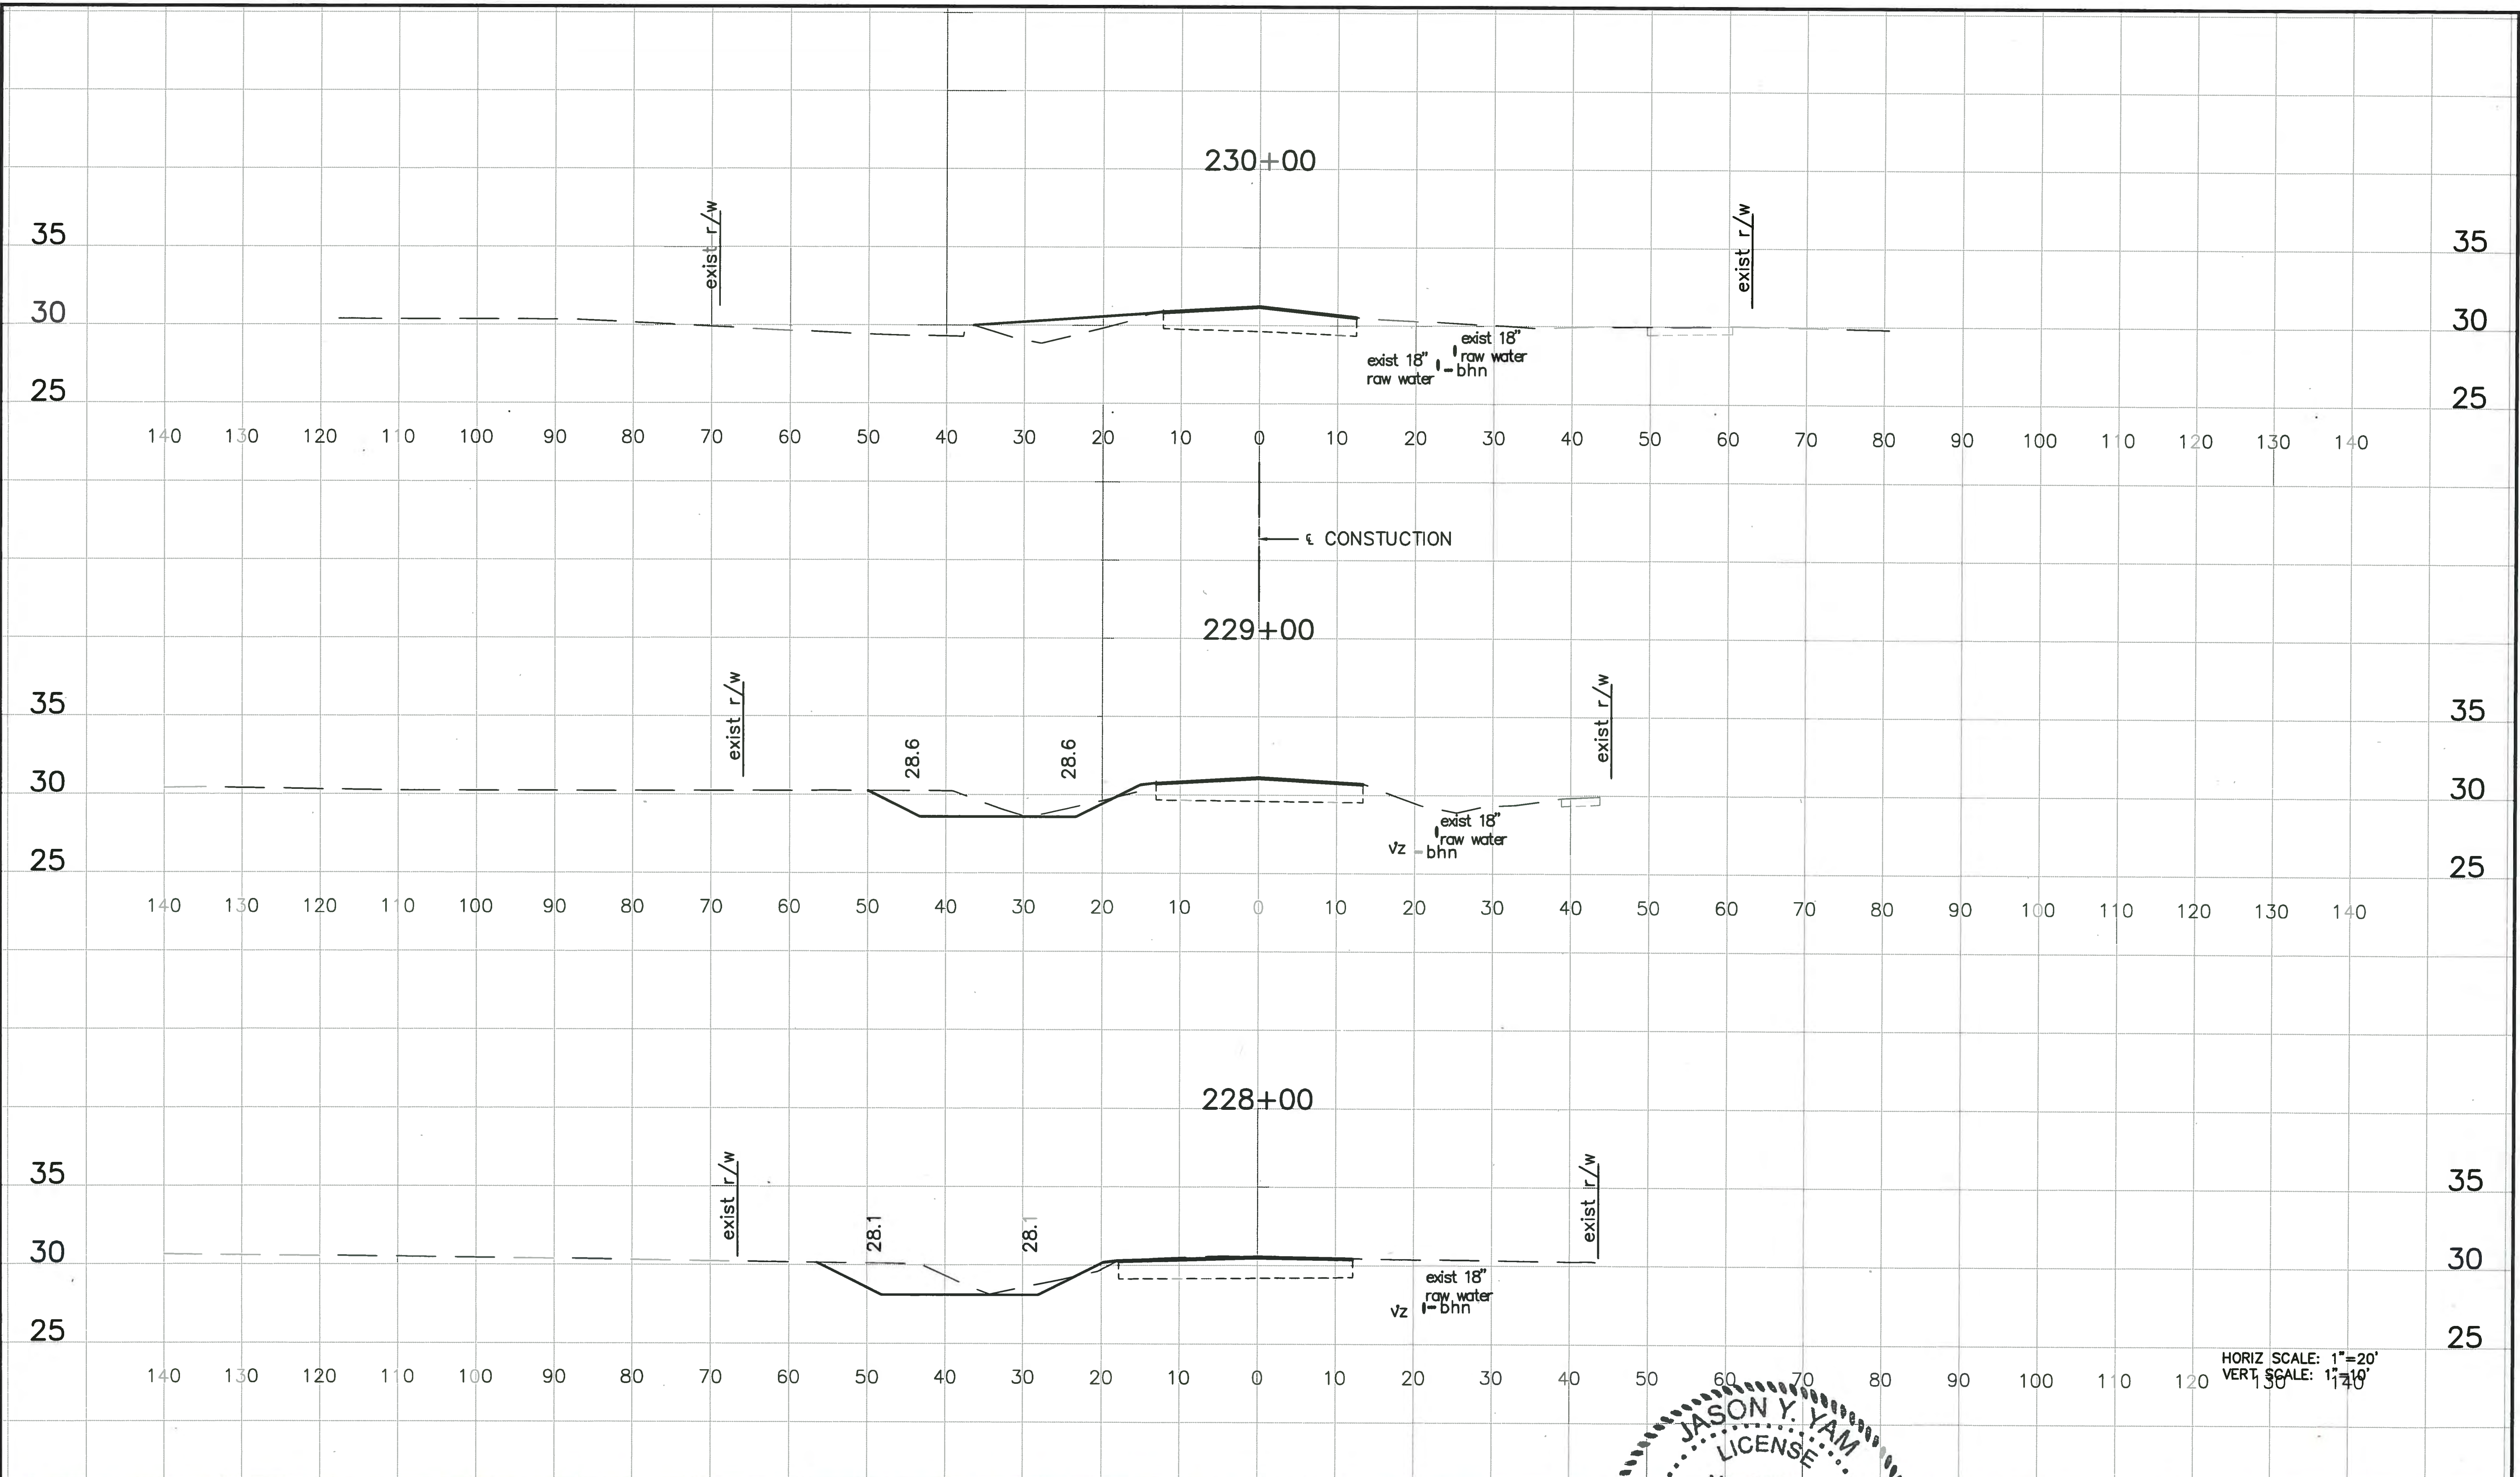 230+00
exist r/w
exist r/w
35
35
30
30
exist 18"
raw water
exist 18"
raw water
bhn
25
25
140 130 120 110 100 90 80 70 60 50 40 30 20 10 0 10 20 30 40 50 60 70 80 90 100 110 120 130 140
℄ CONSTUCTION
229+00
exist r/w
exist r/w
35
35
28.6
28.6
30
30
exist 18"
raw water
vz
bhn
25
25
140 130 120 110 100 90 80 70 60 50 40 30 20 10 0 10 20 30 40 50 60 70 80 90 100 110 120 130 140
228+00
exist r/w
exist r/w
35
35
28.1
28.1
30
30
exist 18"
raw water
vz
bhn
25
25
HORIZ SCALE: 1"=20'
VERT SCALE: 1"=10'
140 130 120 110 100 90 80 70 60 50 40 30 20 10 0 10 20 30 40 50 60 70 80 90 100 110 120 130 140
JASON Y. YAM
LICENSE